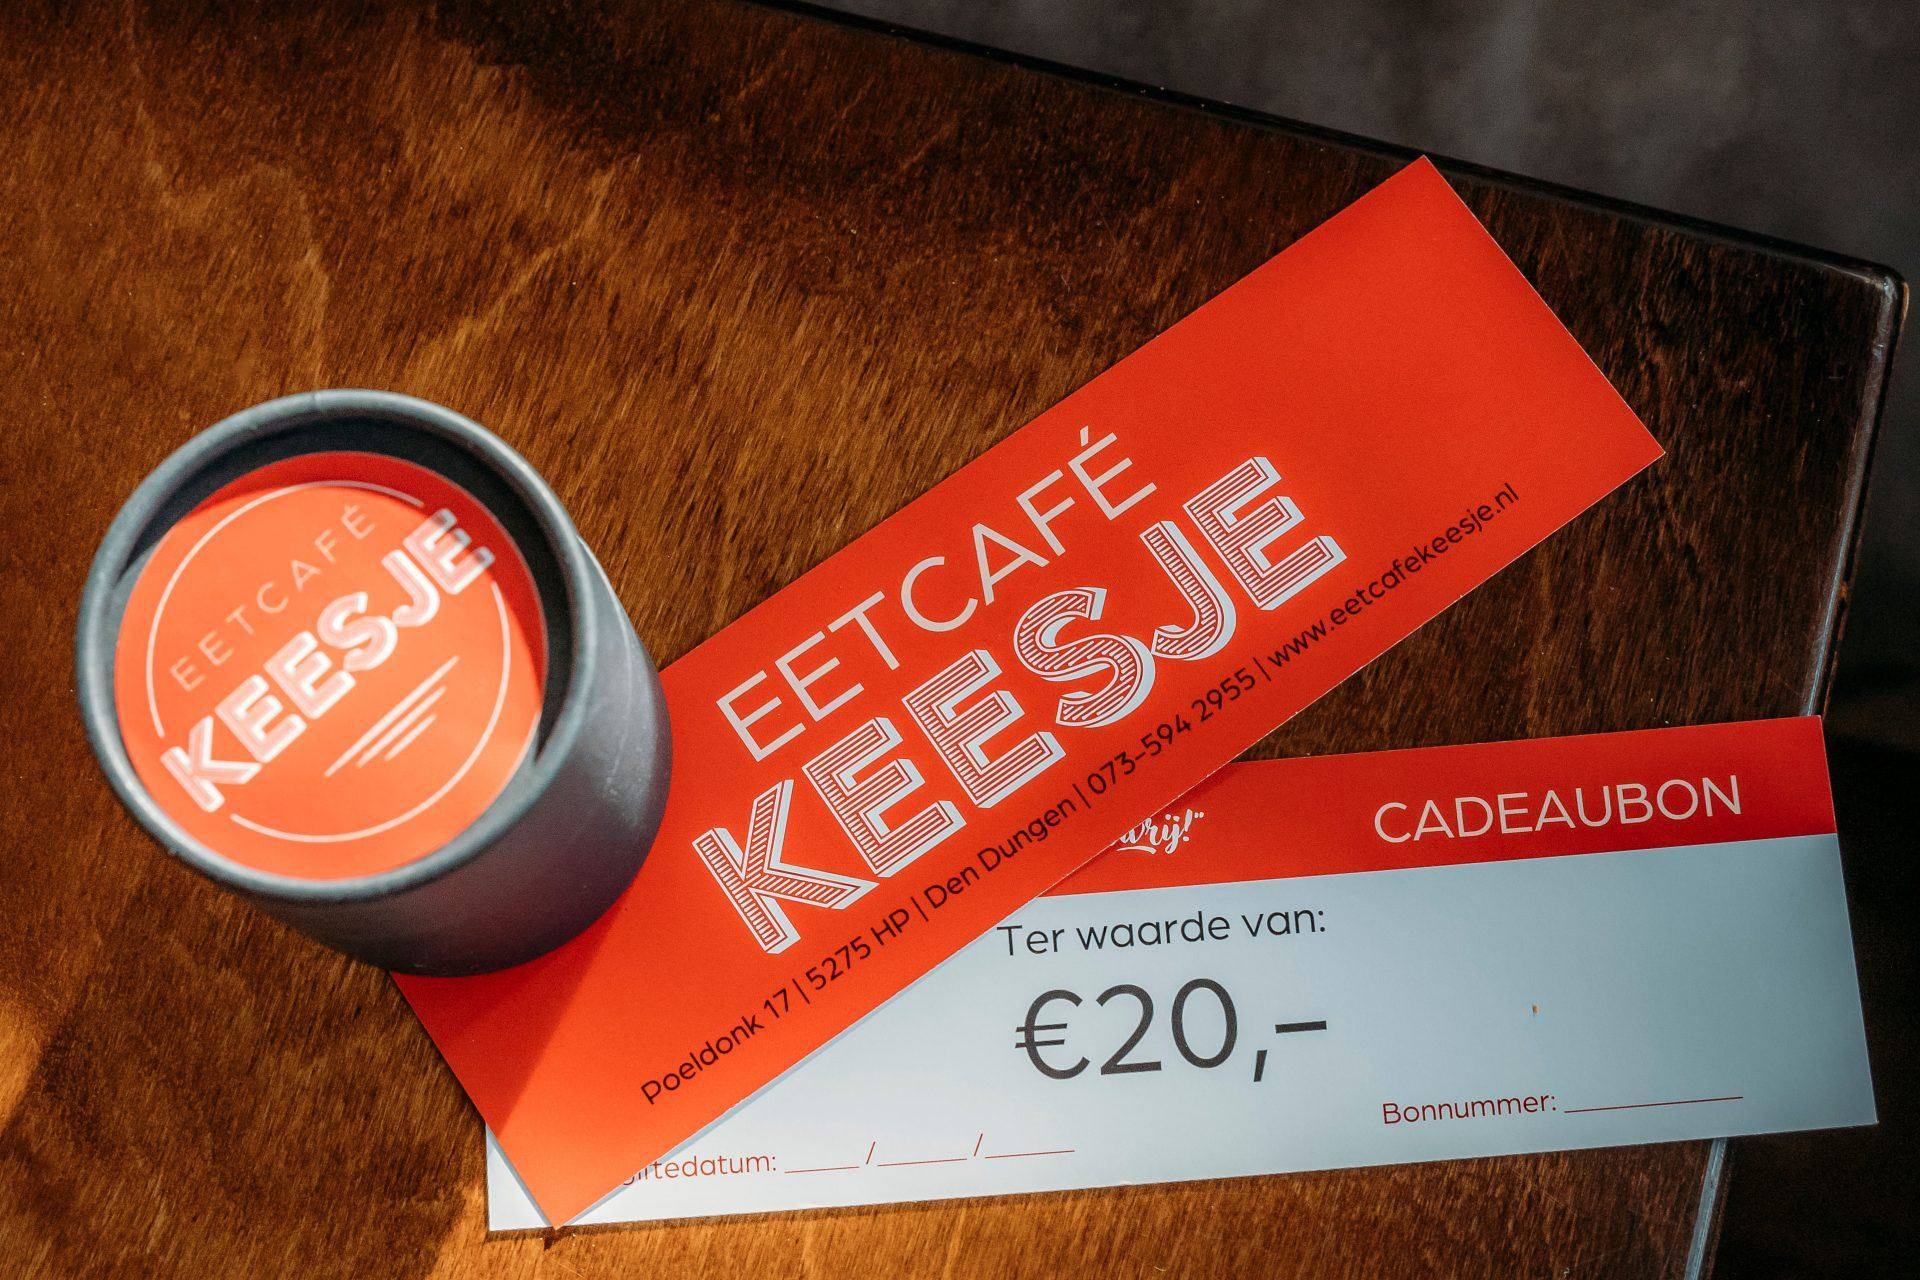 EETCAFÉ
KEESJE
EETCAFÉ
KEESJE
Poeldonk 17 | 5275 HP | Den Dungen | 073-594 2955 | www.eetcafekeesje.nl
CADEAUBON
Ter waarde van:
€20,-
Bonnummer: